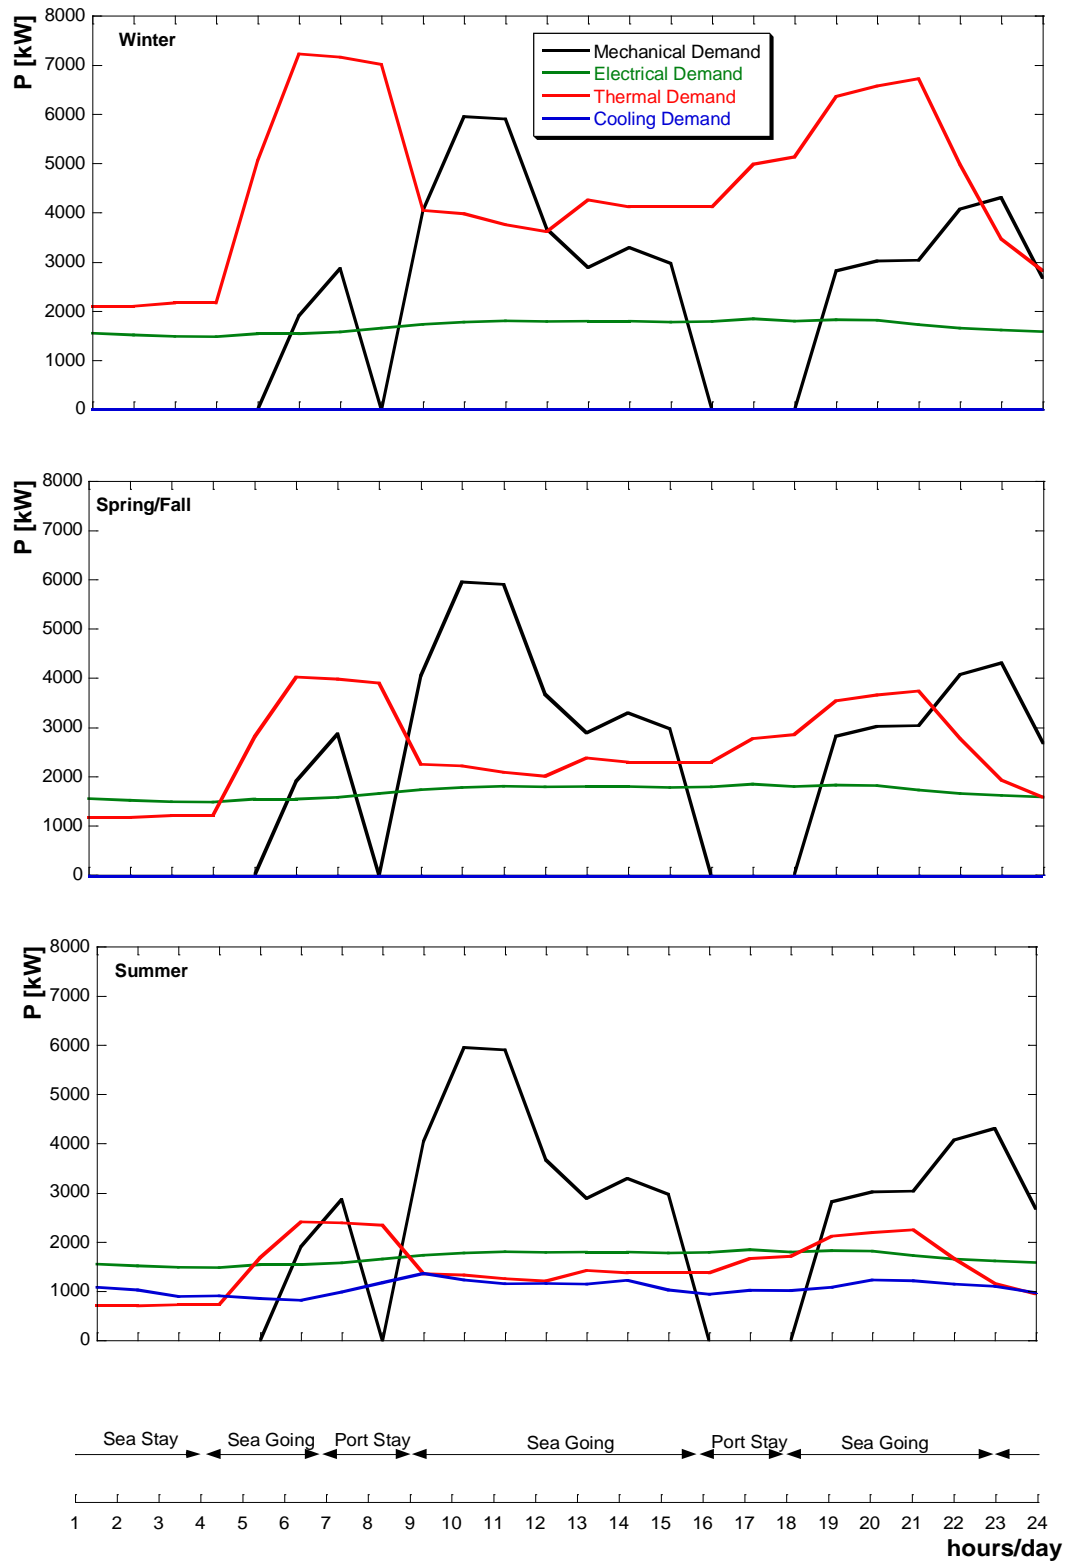 8000
7000
6000
5000
4000
3000
2000
1000
0
P [kW]
Winter
Mechanical Demand
Electrical Demand
Thermal Demand
Cooling Demand
8000
7000
6000
5000
4000
3000
2000
1000
0
P [kW]
Spring/Fall
8000
7000
6000
5000
4000
3000
2000
1000
0
P [kW]
Summer
Sea Stay Sea Going Port Stay Sea Going Port Stay Sea Going
1 2 3 4 5 6 7 8 9 10 11 12 13 14 15 16 17 18 19 20 21 22 23 24
hours/day